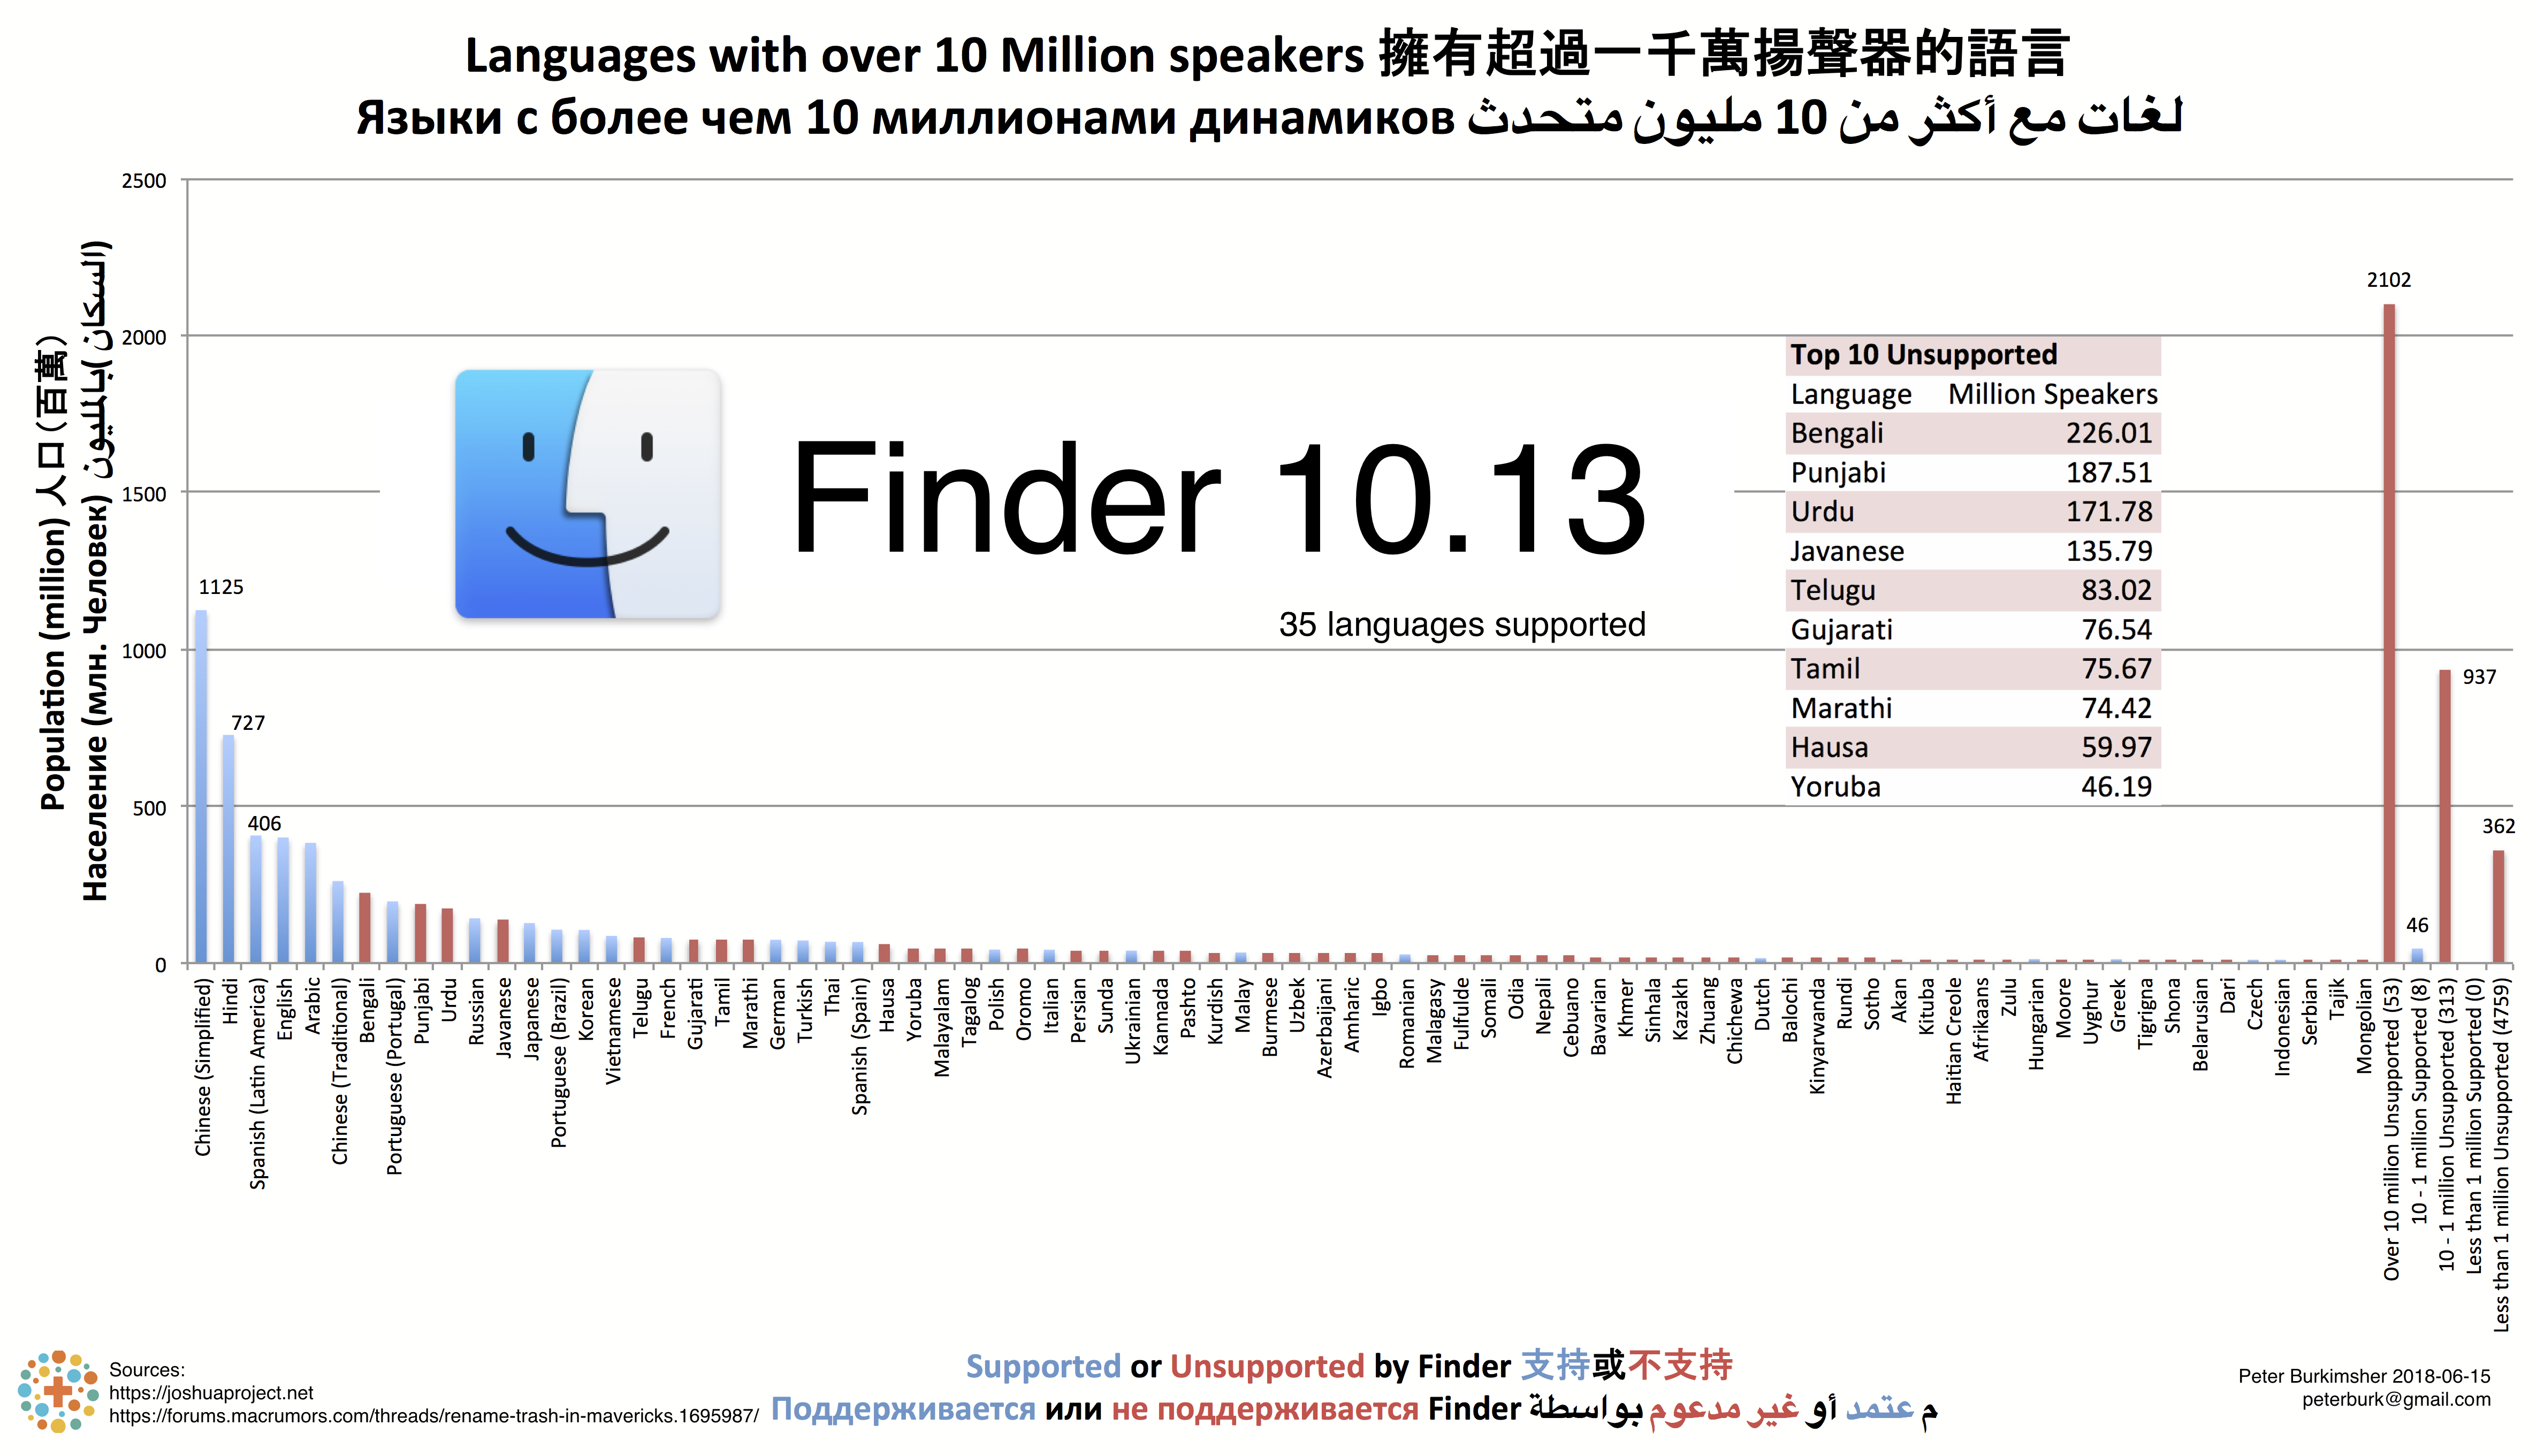 Languages with over 10 Million speakers 擁有超過一千萬揚聲器的語言
Языки с более чем 10 миллионами динамиков لغات مع أكثر من 10 مليون متحدث
Population (million) 人口(百萬)
Население (млн. Человек) السكان)بالمليون)
2500
2000
1500
1000
500
0
1125
727
406
2102
46
937
362
Finder 10.13
35 languages supported
Top 10 Unsupported
Language Million Speakers
Bengali 226.01
Punjabi 187.51
Urdu 171.78
Javanese 135.79
Telugu 83.02
Gujarati 76.54
Tamil 75.67
Marathi 74.42
Hausa 59.97
Yoruba 46.19
Chinese (Simplified)
Hindi
Spanish (Latin America)
English
Arabic
Chinese (Traditional)
Bengali
Portuguese (Portugal)
Punjabi
Urdu
Russian
Javanese
Japanese
Portuguese (Brazil)
Korean
Vietnamese
Telugu
French
Gujarati
Tamil
Marathi
German
Turkish
Thai
Spanish (Spain)
Hausa
Yoruba
Malayalam
Tagalog
Polish
Oromo
Italian
Persian
Sunda
Ukrainian
Kannada
Pashto
Kurdish
Malay
Burmese
Uzbek
Azerbaijani
Amharic
Igbo
Romanian
Malagasy
Fulfulde
Somali
Odia
Nepali
Cebuano
Bavarian
Khmer
Sinhala
Kazakh
Zhuang
Chichewa
Dutch
Balochi
Kinyarwanda
Rundi
Sotho
Akan
Kituba
Haitian Creole
Afrikaans
Zulu
Hungarian
Moore
Uyghur
Greek
Tigrigna
Shona
Belarusian
Dari
Czech
Indonesian
Serbian
Tajik
Mongolian
Over 10 million Unsupported (53)
10 - 1 million Supported (8)
10 - 1 million Unsupported (313)
Less than 1 million Supported (0)
Less than 1 million Unsupported (4759)
Supported or Unsupported by Finder 支持或不支持
Поддерживается или не поддерживается Finder م عتمد أو غير مدعوم بواسطة
Sources:
https://joshuaproject.net
https://forums.macrumors.com/threads/rename-trash-in-mavericks.1695987/
Peter Burkimsher 2018-06-15
peterburk@gmail.com